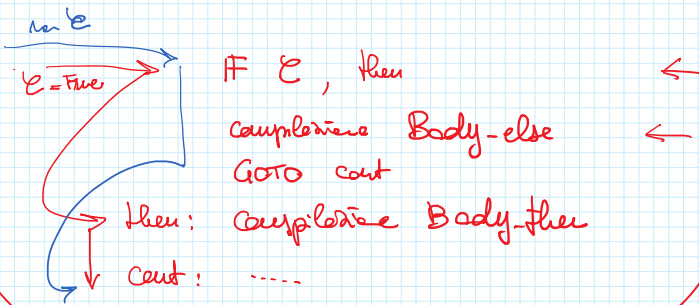 non C
C = True
IF C, then
compilazione Body-else
GOTO cont
then: compilazione Body-then
cont: .....